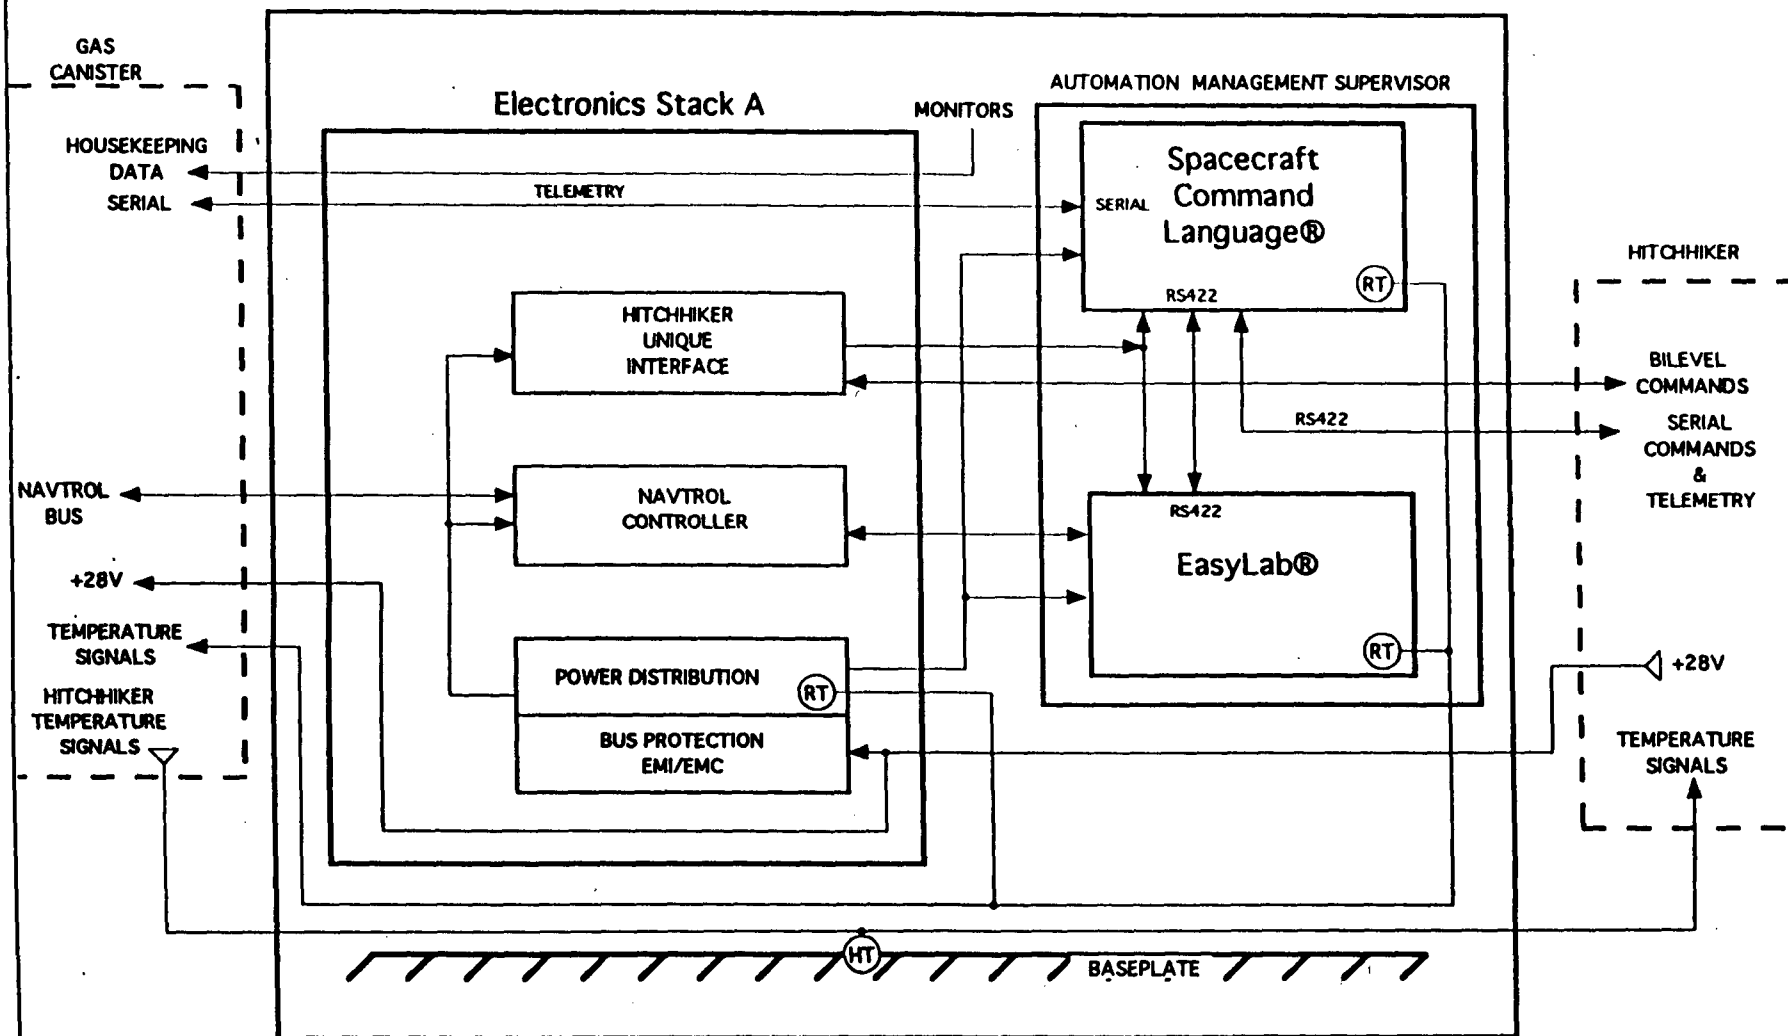 GAS
CANISTER
HOUSEKEEPING
DATA
SERIAL
NAVTROL
BUS
+28V
TEMPERATURE
SIGNALS
HITCHHIKER
TEMPERATURE
SIGNALS
Electronics Stack A
MONITORS
TELEMETRY
HITCHHIKER
UNIQUE
INTERFACE
NAVTROL
CONTROLLER
POWER DISTRIBUTION
RT
BUS PROTECTION
EMI/EMC
AUTOMATION MANAGEMENT SUPERVISOR
Spacecraft
Command
Language®
SERIAL
RT
RS422
RS422
RS422
EasyLab®
RT
HITCHHIKER
BILEVEL
COMMANDS
SERIAL
COMMANDS
&
TELEMETRY
+28V
TEMPERATURE
SIGNALS
HT
BASEPLATE